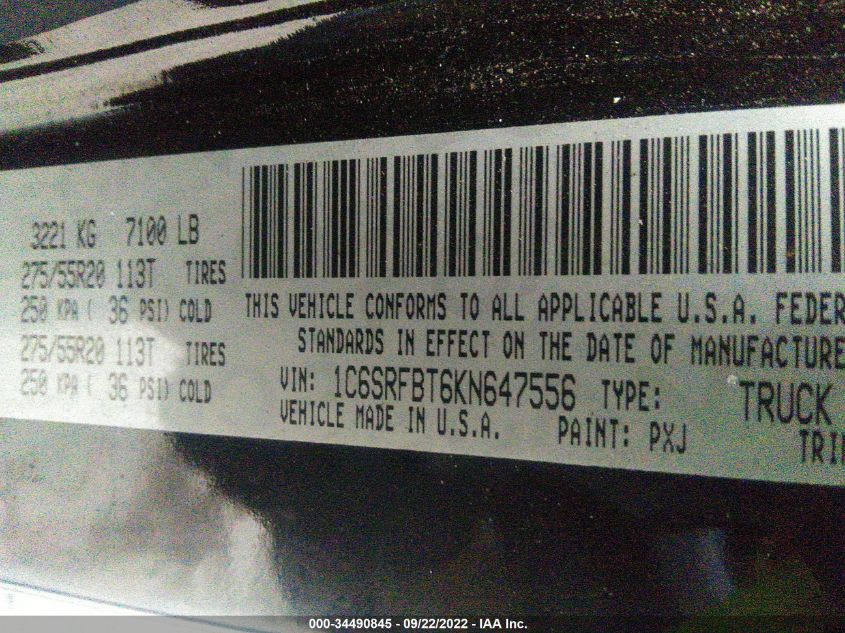 3221 KG 7100 LB
275/55R20 113T TIRES
250 KPA ( 36 PSI) COLD
275/55R20 113T TIRES
250 KPA ( 36 PSI) COLD
THIS VEHICLE CONFORMS TO ALL APPLICABLE U.S.A. FEDER
STANDARDS IN EFFECT ON THE DATE OF MANUFACTURE
VIN: 1C6SRFBT6KN647556 TYPE: TRUCK
VEHICLE MADE IN U.S.A. PAINT: PXJ
TRIM
000-34490845 - 09/22/2022 - IAA Inc.